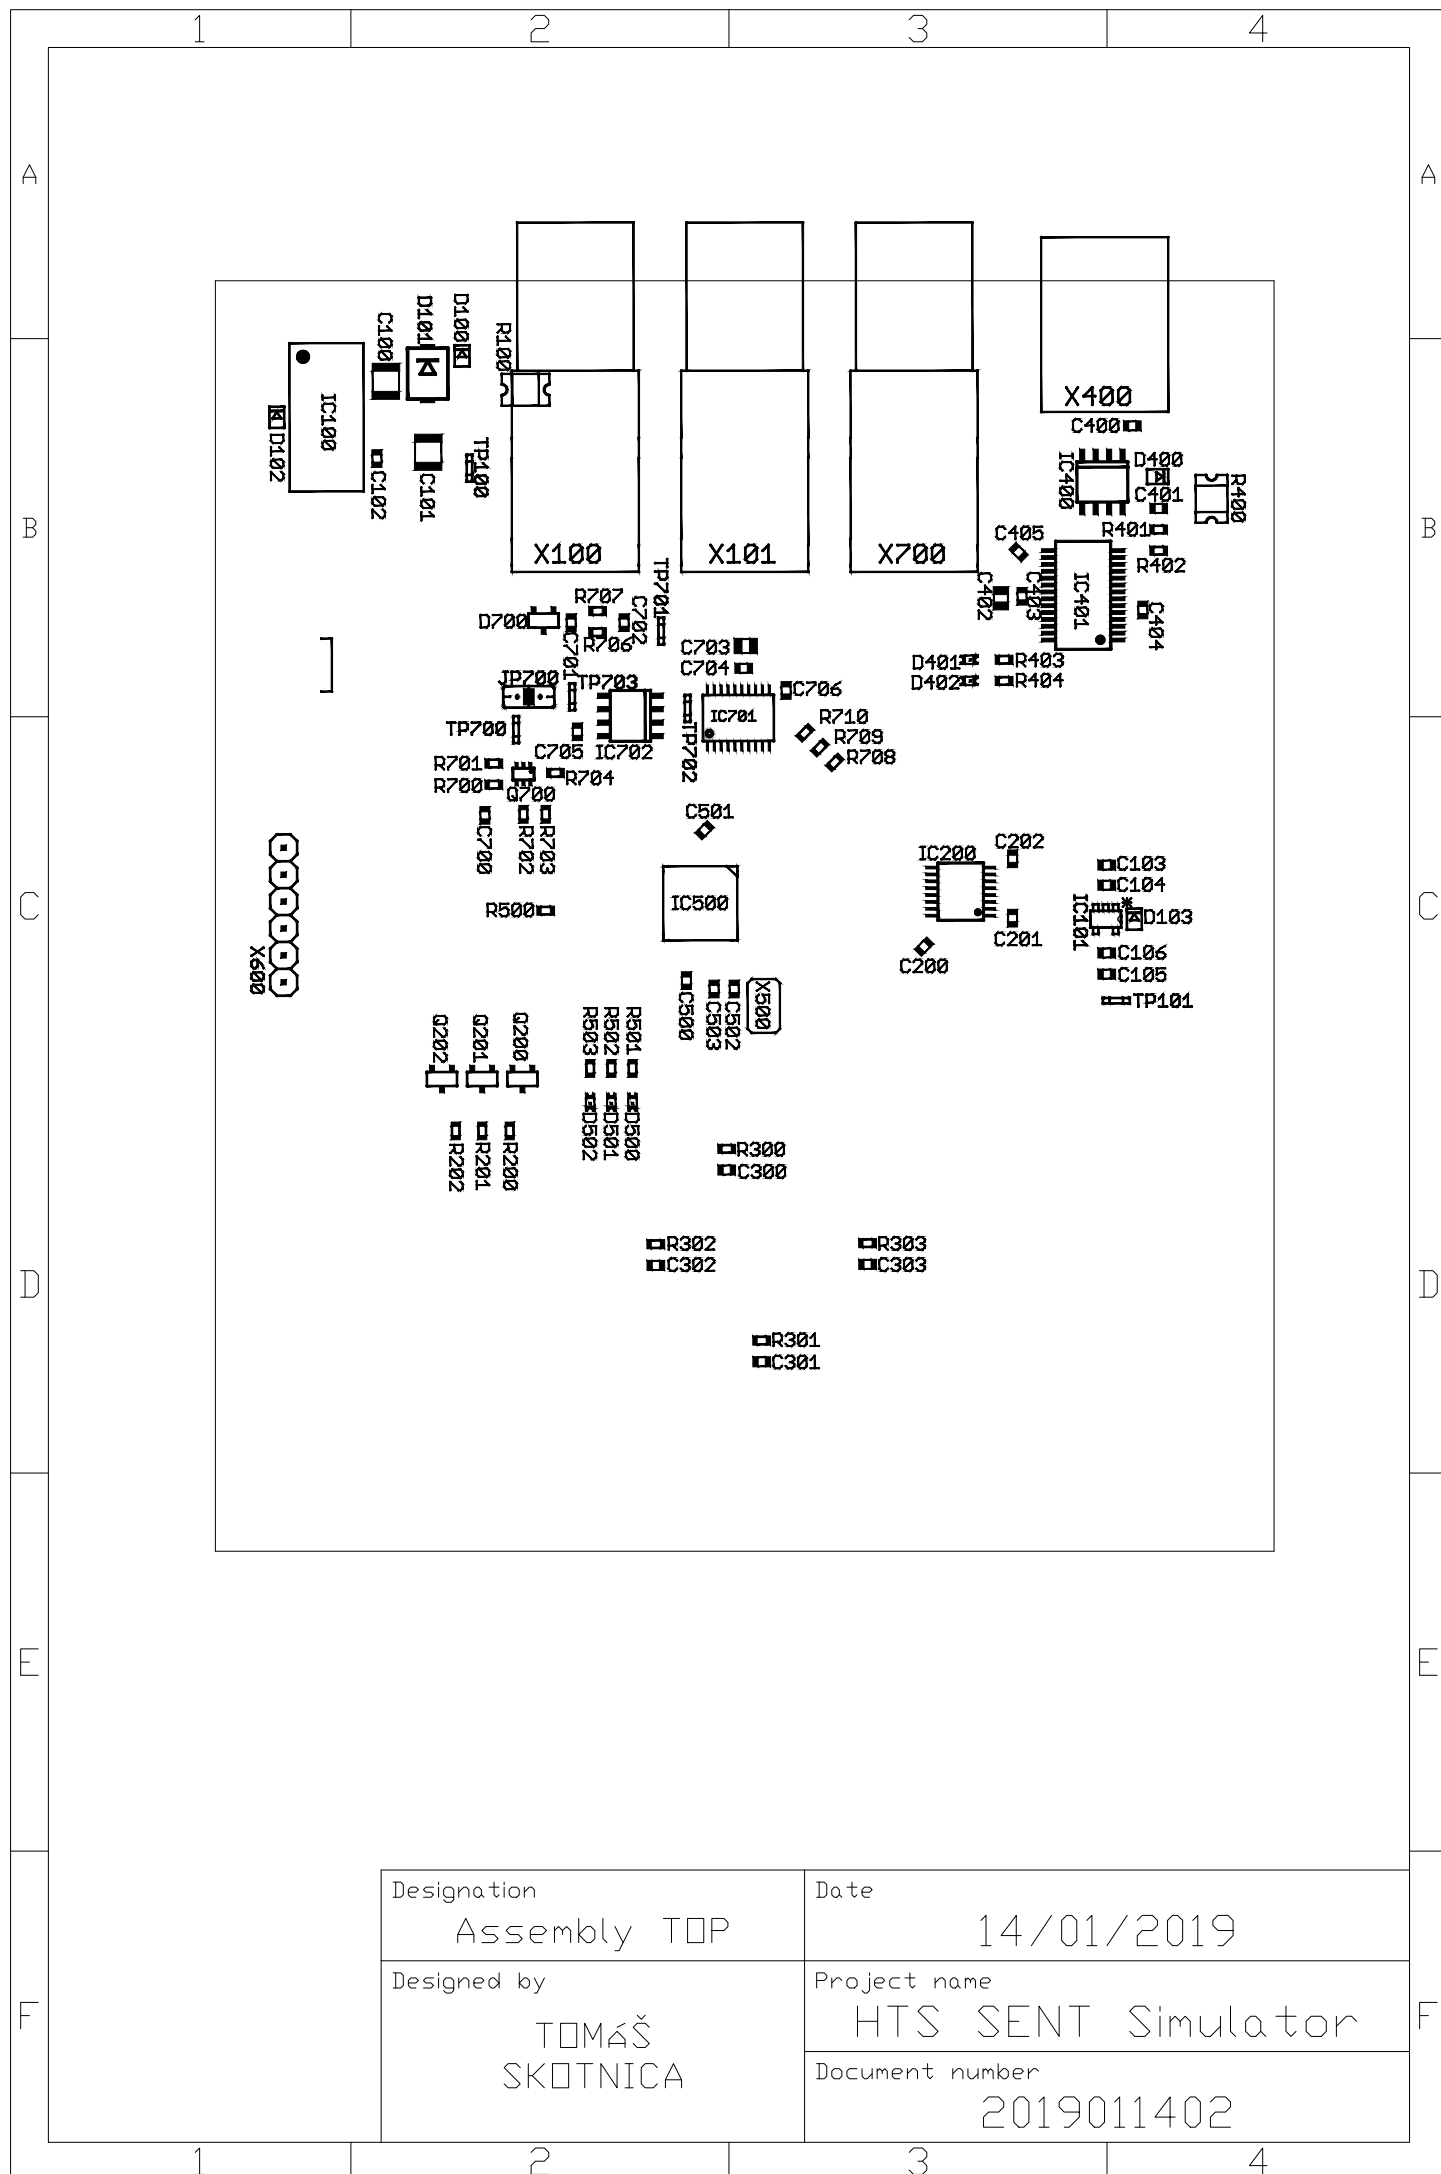 1 2 3 4
A A
D101 D100
C100 R100
X400
IC100 C400
D102 TP100 IC400 D400
C102 C101 C401 R400
B B
R401
C405
X100 X101 X700
R402
TP701 C402 C403 IC401
R707
D700 C702 C404
R706
C703
C701 C704 D401 R403
JP700 TP703 D402 R404
C706
IC701 R710
TP700 R709
C705 IC702 TP702 R708
R701
R704
R700 Q700
C501
C700 R702 R703 C202
IC200
C103
C104
C C
R500 IC500 IC101 * D103
C201
X600 C106
C200
C105
C500 C503 C502 X500 TP101
Q202 Q201 Q200 R503 R502 R501
D502 D501 D500
R202 R201 R200 R300
C300
R302 R303
C302 C303
D D
R301
C301
E E
Designation Date
Assembly TOP 14/01/2019
Designed by Project name
HTS SENT Simulator
F F
TOMáŠ
SKOTNICA
Document number
2019011402
1 2 3 4